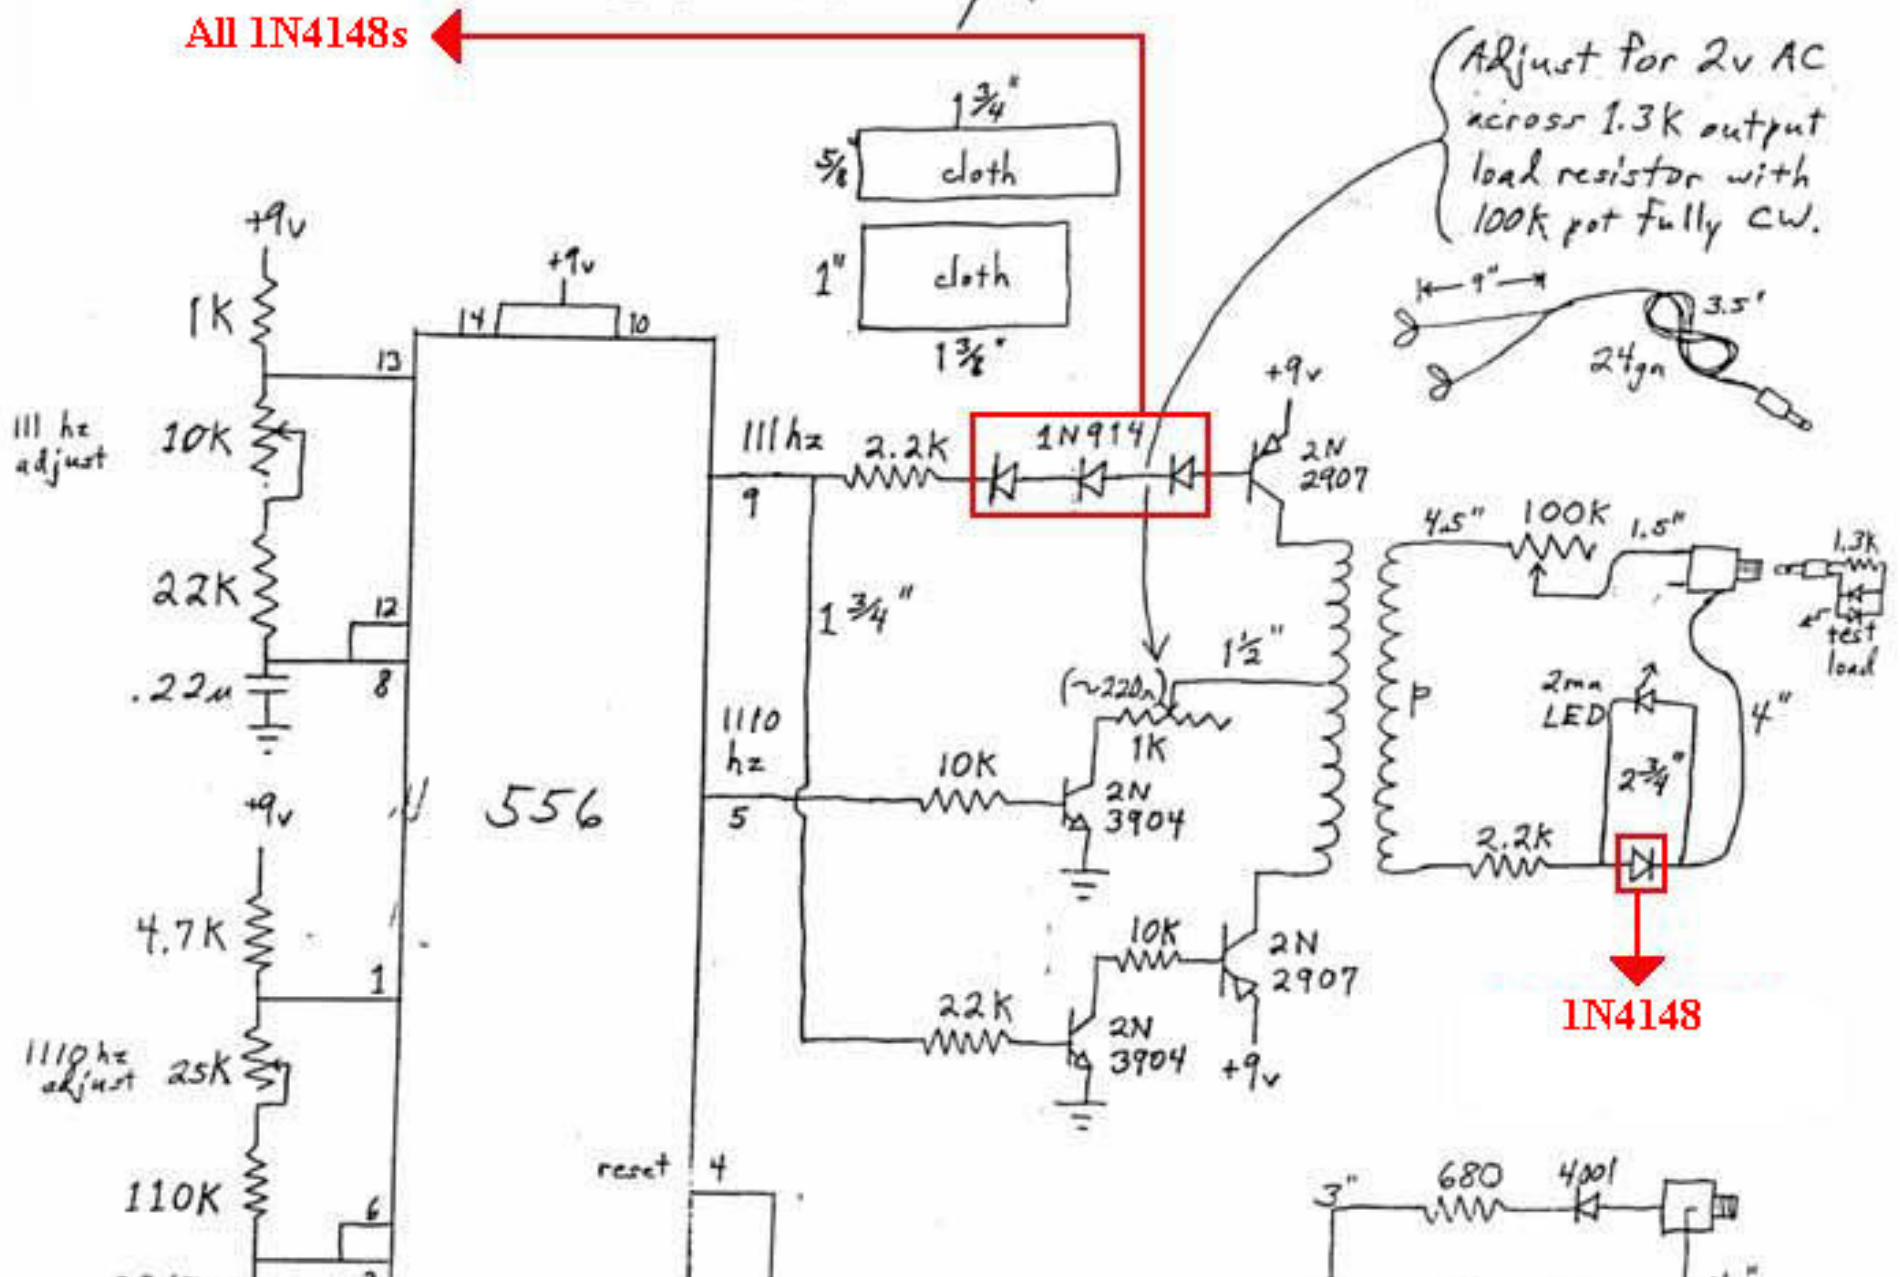 All 1N4148s
Adjust for 2v AC
across 1.3K output
load resistor with
100K pot fully CW.
1 3/4"
5/8"
cloth
1"
cloth
1 3/8"
9"
3.5'
24ga
+9v
1K
13
111 hz
adjust
10K
22K
12
8
.22u
+9v
14
10
111 hz
9
2.2K
1N914
+9v
2N
2907
1 3/4"
4.5"
100K
1.5"
1.3K
test
load
1 1/2"
(~220Ω)
1K
P
2ma
LED
2 3/4"
4"
1110
hz
5
10K
2N
3904
556
2.2K
1N4148
+9v
4.7K
1
1110 hz
adjust
25K
110K
6
10K
2N
2907
22K
2N
3904
+9v
reset
4
3"
680
4001